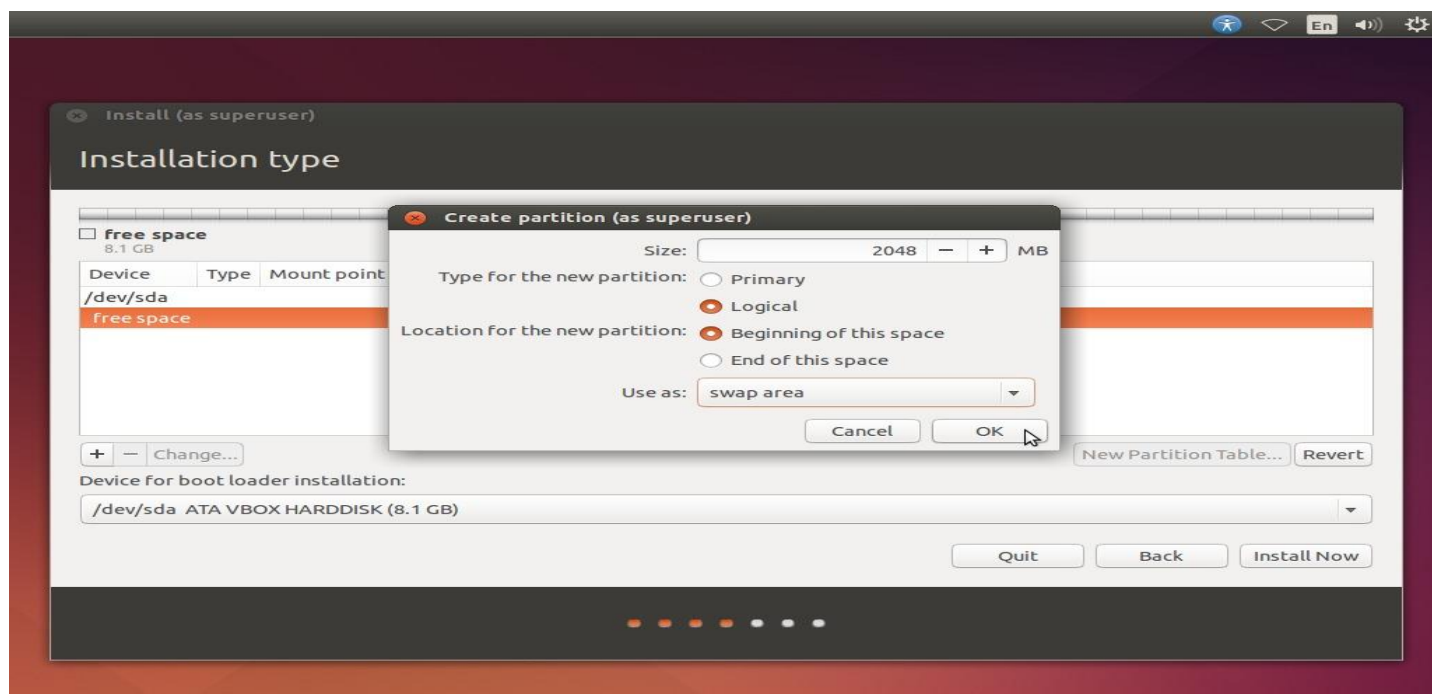 En
Install (as superuser)
Installation type
Create partition (as superuser)
free space
8.1 GB
Size: 2048 − + MB
Device Type Mount point
Type for the new partition: Primary
/dev/sda
Logical
free space
Location for the new partition: Beginning of this space
End of this space
Use as: swap area
Cancel OK
+ − Change... New Partition Table... Revert
Device for boot loader installation:
/dev/sda ATA VBOX HARDDISK (8.1 GB)
Quit Back Install Now